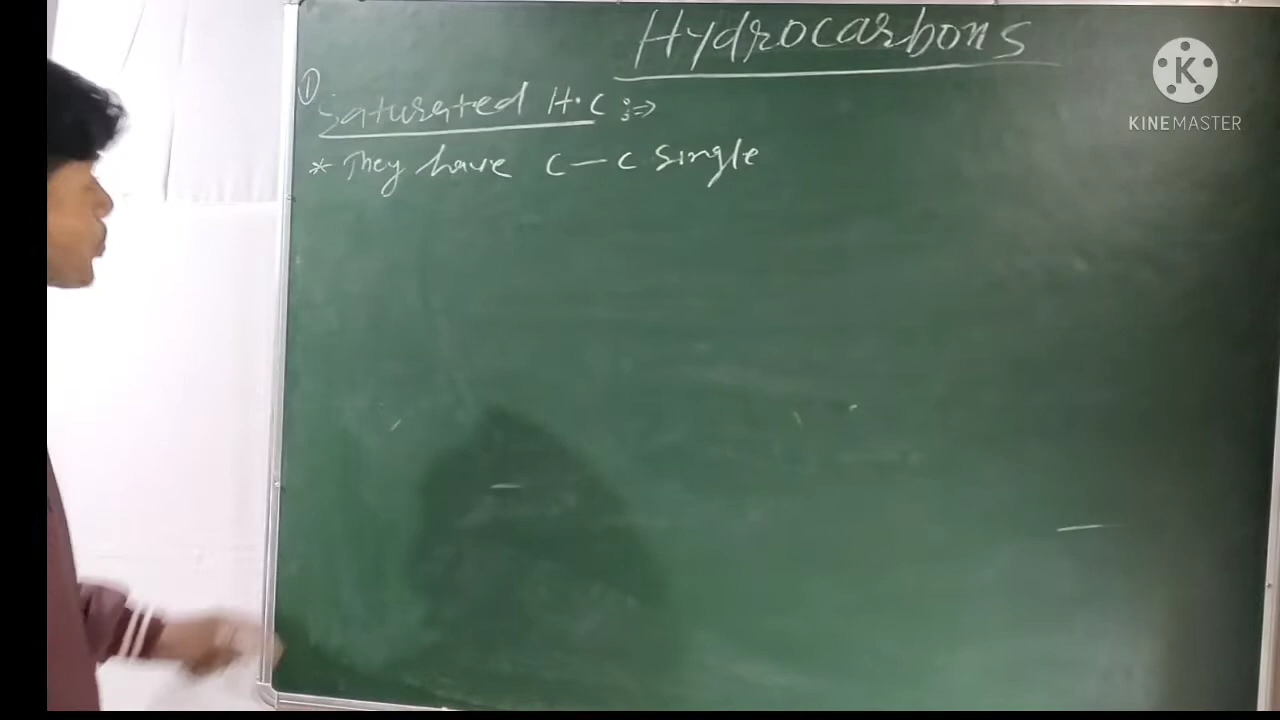 Hydrocarbons
① Saturated H.C :⇒
* They have C—C Single
K
KINEMASTER